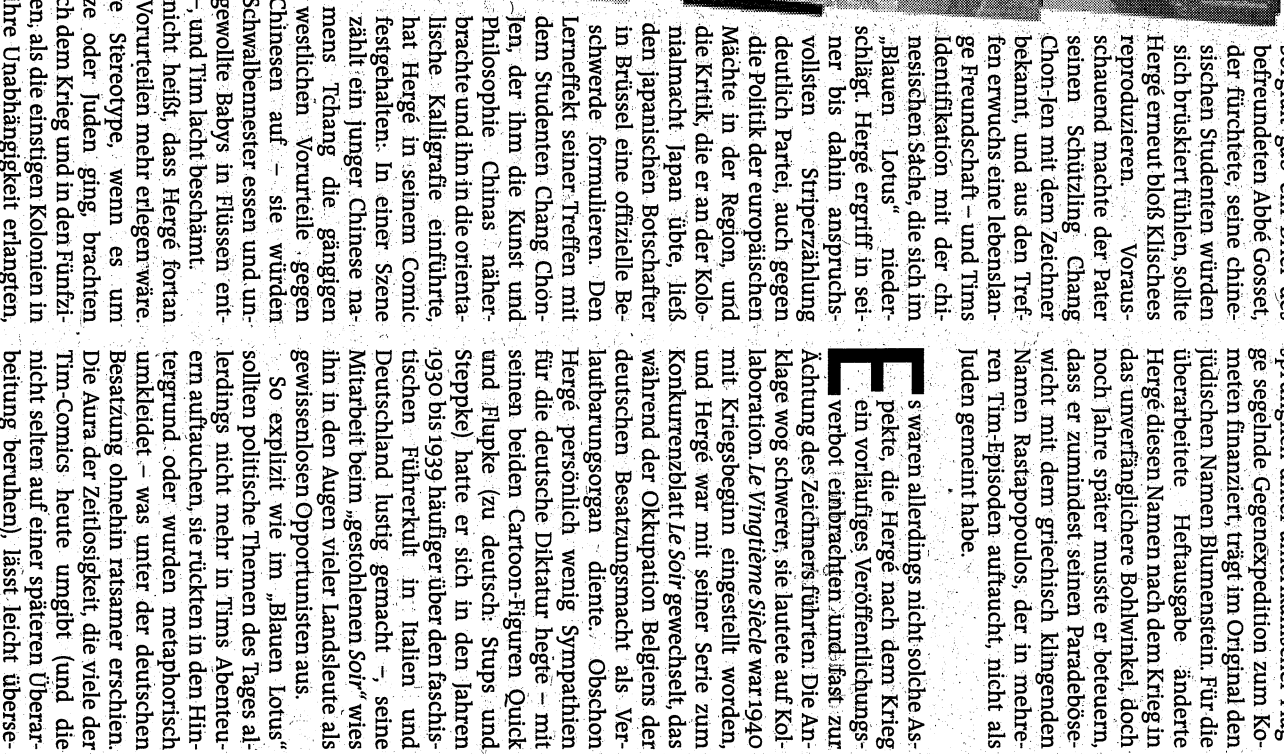 befreundeten Abbé Gosset,
der fürchtete, seine chine-
sischen Studenten würden
sich brüskiert fühlen, sollte
Hergé erneut bloß Klischees
reproduzieren. Voraus-
schauend machte der Pater
seinen Schützling Chang
Chon-Jen mit dem Zeichner
bekannt, und aus den Tref-
fen erwuchs eine lebenslan-
ge Freundschaft – und Tims
Identifikation mit der chi-
nesischen Sache, die sich im
„Blauen Lotus“ nieder-
schlägt. Hergé ergriff in sei-
ner bis dahin anspruchs-
vollsten Striperzählung
deutlich Partei, auch gegen
die Politik der europäischen
Mächte in der Region, und
die Kritik, die er an der Kolo-
nialmacht Japan übte, ließ
den japanischen Botschafter
in Brüssel eine offizielle Be-
schwerde formulieren. Den
Lerneffekt seiner Treffen mit
dem Studenten Chang Chon-
Jen, der ihm die Kunst und
Philosophie Chinas näher-
brachte und ihn in die orienta-
lische Kalligrafie einführte,
hat Hergé in seinem Comic
festgehalten: In einer Szene
zählt ein junger Chinese na-
mens Tchang die gängigen
westlichen Vorurteile gegen
Chinesen auf – sie würden
Schwalbennester essen und un-
gewollte Babys in Flüssen ent-
–, und Tim lacht beschämt.
nicht heißt, dass Hergé fortan
Vorurteilen mehr erlegen wäre.
e Stereotype, wenn es um
ze oder Juden ging, brachten
ch dem Krieg und in den Fünfzi-
en, als die einstigen Kolonien in
ihre Unabhängigkeit erlangten,
ge segelnde Gegenexpedition zum Ko-
meten finanziert, trägt im Original den
jüdischen Namen Blumenstein. Für die
überarbeitete Heftausgabe änderte
Hergé diesen Namen nach dem Krieg in
das unverfänglichere Bohlwinkel, doch
noch Jahre später musste er beteuern,
dass er zumindest seinen Paradeböse-
wicht mit dem griechisch klingenden
Namen Rastapopoulos, der in mehre-
ren Tim-Episoden auftaucht, nicht als
Juden gemeint habe.
Es waren allerdings nicht solche As-
pekte, die Hergé nach dem Krieg
ein vorläufiges Veröffentlichungs-
verbot einbrachten und fast zur
Ächtung des Zeichners führten. Die An-
klage wog schwerer, sie lautete auf Kol-
laboration. Le Vingtième Siècle war 1940
mit Kriegsbeginn eingestellt worden,
und Hergé war mit seiner Serie zum
Konkurrenzblatt Le Soir gewechselt, das
während der Okkupation Belgiens der
deutschen Besatzungsmacht als Ver-
lautbarungsorgan diente. Obschon
Hergé persönlich wenig Sympathien
für die deutsche Diktatur hegte – mit
seinen beiden Cartoon-Figuren Quick
und Flupke (zu deutsch: Stups und
Steppke) hatte er sich in den Jahren
1930 bis 1939 häufiger über den faschis-
tischen Führerkult in Italien und
Deutschland lustig gemacht –, seine
Mitarbeit beim „gestohlenen Soir“ wies
ihn in den Augen vieler Landsleute als
gewissenlosen Opportunisten aus.
So explizit wie im „Blauen Lotus“
sollten politische Themen des Tages al-
lerdings nicht mehr in Tims Abenteu-
ern auftauchen, sie rückten in den Hin-
tergrund oder wurden metaphorisch
umkleidet – was unter der deutschen
Besatzung ohnehin ratsamer erschien.
Die Aura der Zeitlosigkeit, die viele der
Tim-Comics heute umgibt (und die
nicht selten auf einer späteren Überar-
beitung beruhen), lässt leicht überse-